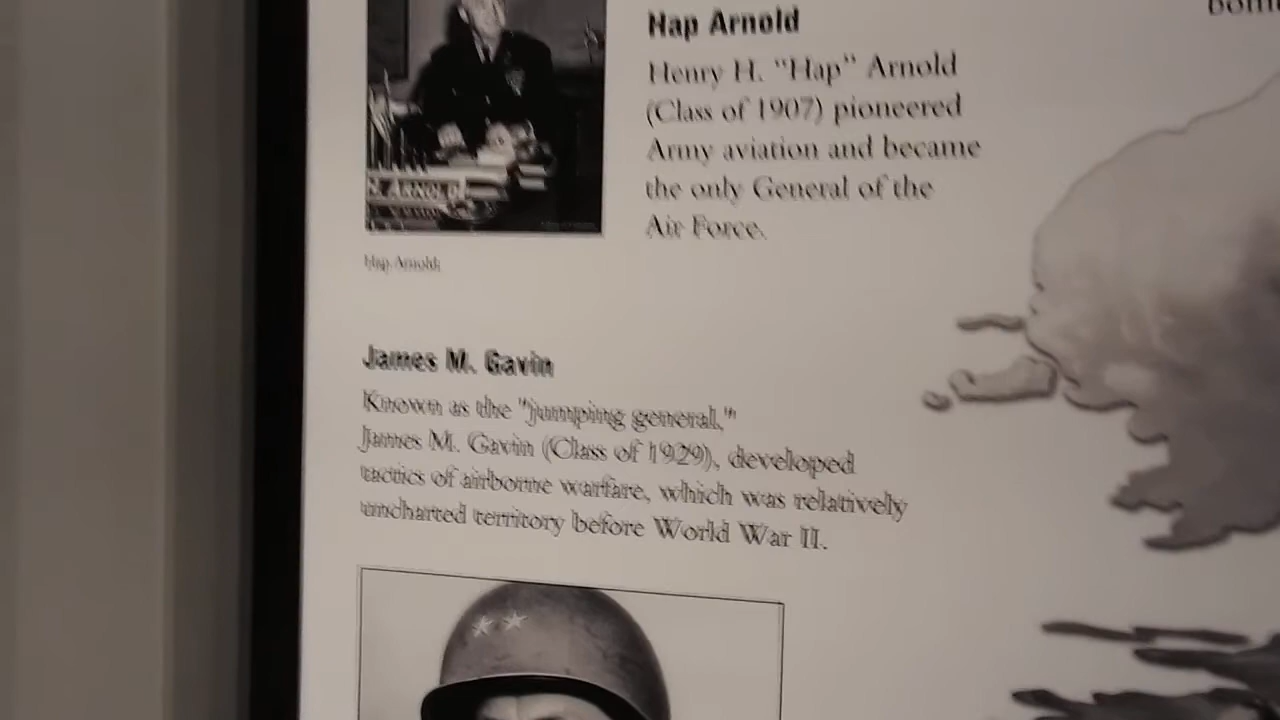 Hap Arnold
Henry H. "Hap" Arnold
(Class of 1907) pioneered
Army aviation and became
the only General of the
Air Force.
H. ARNOLD
Hap Arnold
James M. Gavin
Known as the "jumping general,"
James M. Gavin (Class of 1929), developed
tactics of airborne warfare, which was relatively
uncharted territory before World War II.